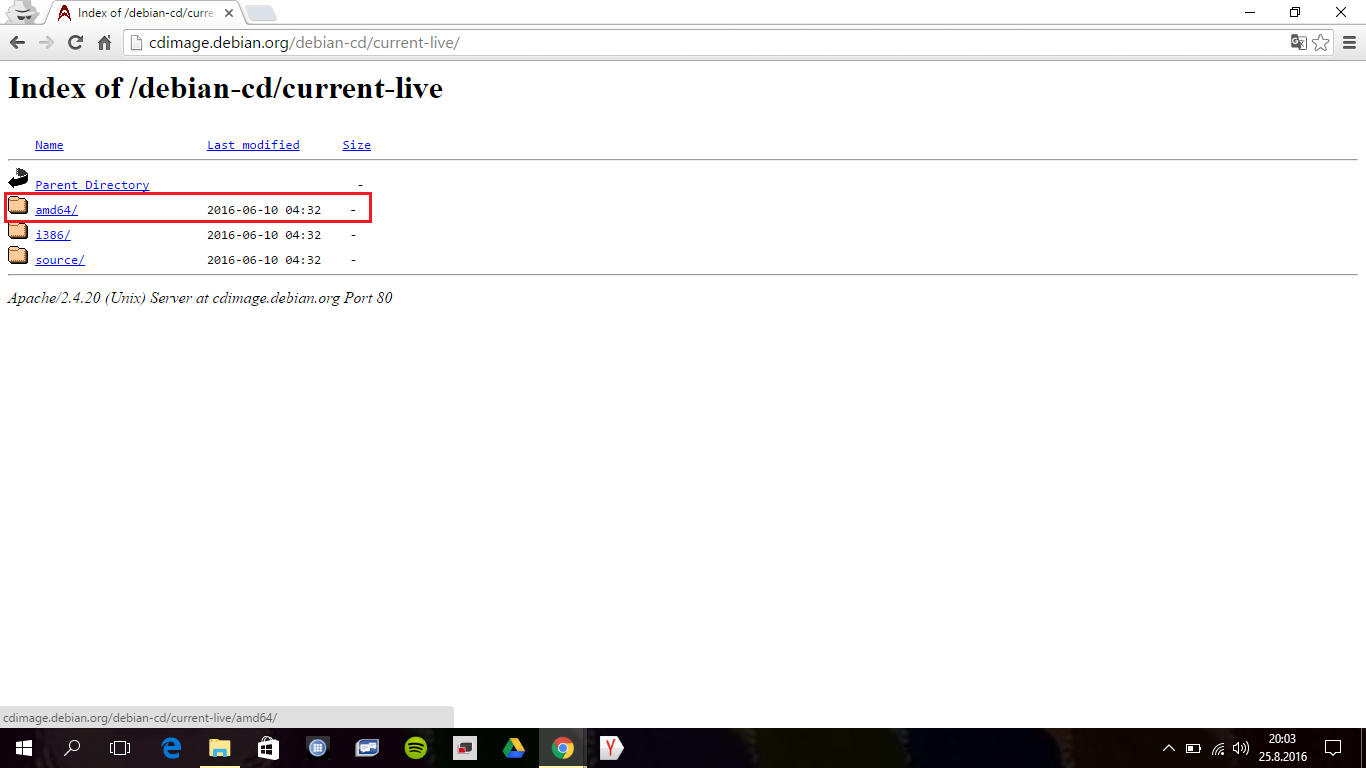 Index of /debian-cd/curre
cdimage.debian.org/debian-cd/current-live/
Index of /debian-cd/current-live
Name Last modified Size
Parent Directory -
amd64/ 2016-06-10 04:32 -
i386/ 2016-06-10 04:32 -
source/ 2016-06-10 04:32 -
Apache/2.4.20 (Unix) Server at cdimage.debian.org Port 80
cdimage.debian.org/debian-cd/current-live/amd64/
20:03
25.8.2016